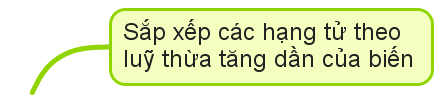 Sắp xếp các hạng tử theo
luỹ thừa tăng dần của biến